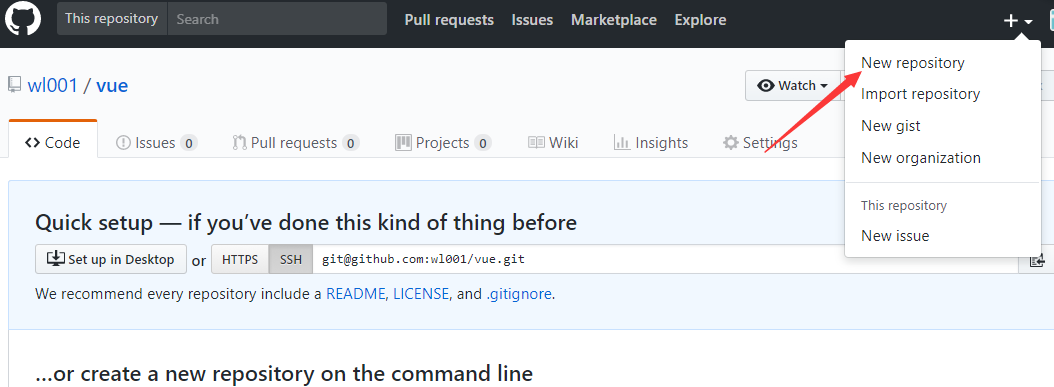 This repository Search Pull requests Issues Marketplace Explore
New repository
Import repository
New gist
New organization
This repository
New issue
wl001 / vue
Watch
Code Issues 0 Pull requests 0 Projects 0 Wiki Insights Settings
Quick setup — if you’ve done this kind of thing before
Set up in Desktop or HTTPS SSH git@github.com:wl001/vue.git
We recommend every repository include a README, LICENSE, and .gitignore.
…or create a new repository on the command line